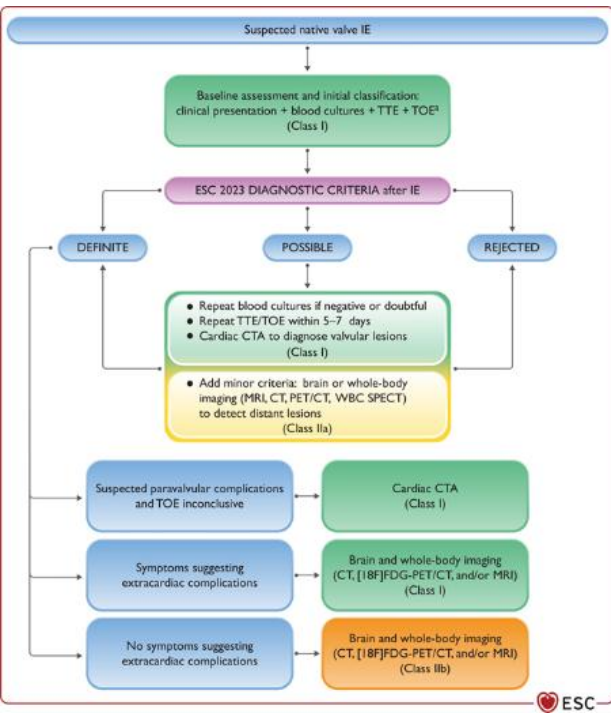 Suspected native valve IE
Baseline assessment and initial classification:
clinical presentation + blood cultures + TTE + TOEª
(Class I)
ESC 2023 DIAGNOSTIC CRITERIA after IE
DEFINITE
POSSIBLE
REJECTED
● Repeat blood cultures if negative or doubtful
● Repeat TTE/TOE within 5–7 days
● Cardiac CTA to diagnose valvular lesions
(Class I)
● Add minor criteria: brain or whole-body
imaging (MRI, CT, PET/CT, WBC SPECT)
to detect distant lesions
(Class IIa)
Suspected paravalvular complications
and TOE inconclusive
Cardiac CTA
(Class I)
Symptoms suggesting
extracardiac complications
Brain and whole-body imaging
(CT, [18F]FDG-PET/CT, and/or MRI)
(Class I)
No symptoms suggesting
extracardiac complications
Brain and whole-body imaging
(CT, [18F]FDG-PET/CT, and/or MRI)
(Class IIb)
ESC